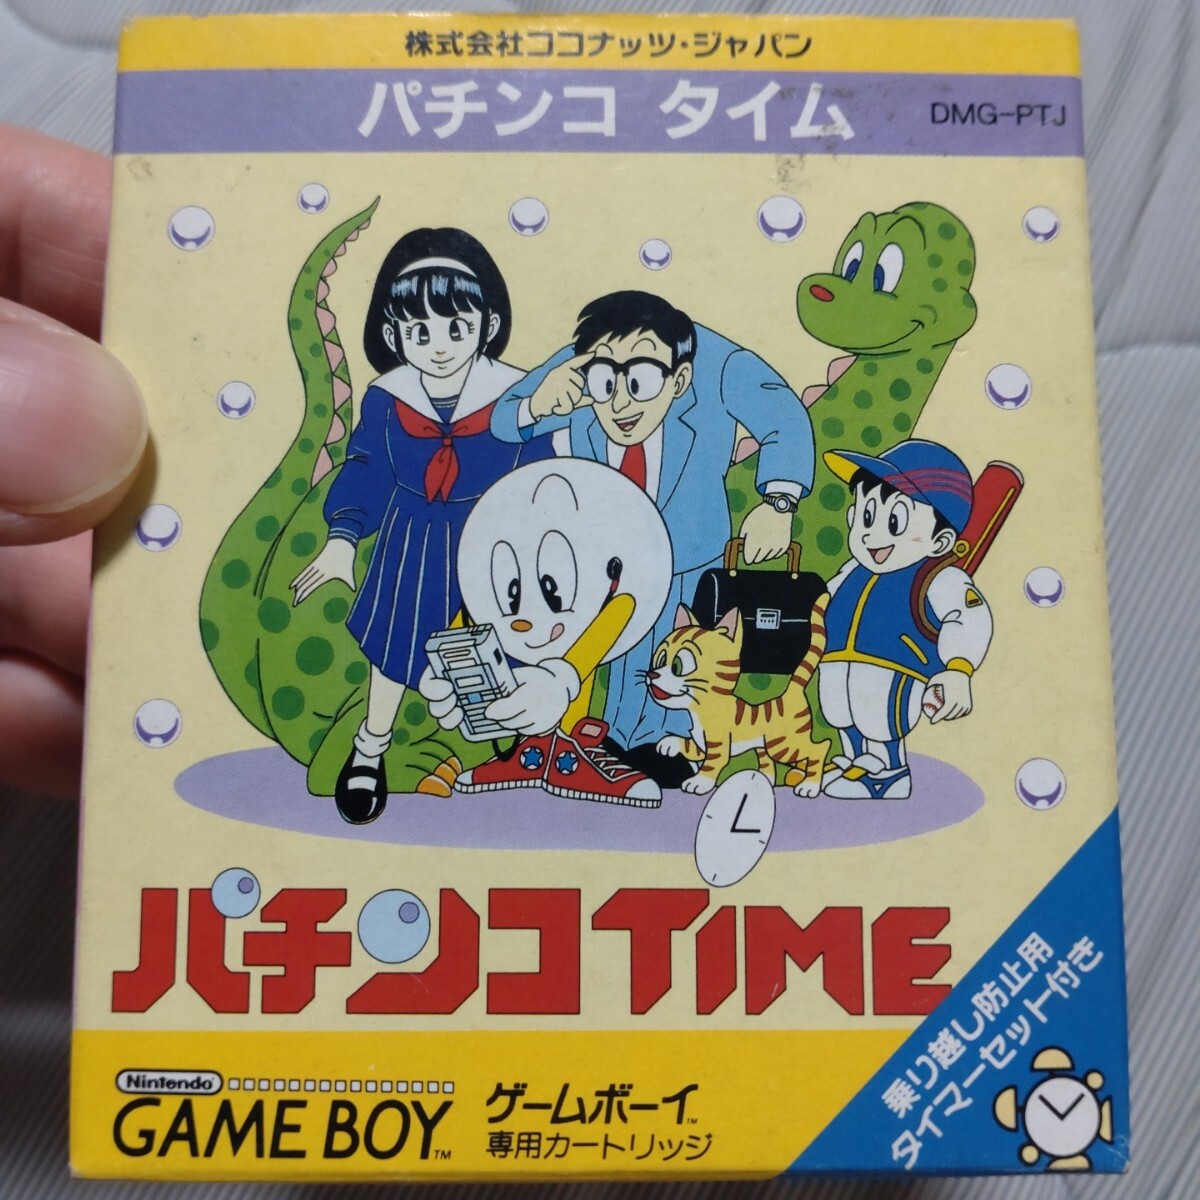 株式会社ココナッツ・ジャパン
パチンコ タイム
DMG-PTJ
パチンコTIME
乗り越し防止用
タイマーセット付き
Nintendo
GAME BOY™
ゲームボーイ™
専用カートリッジ